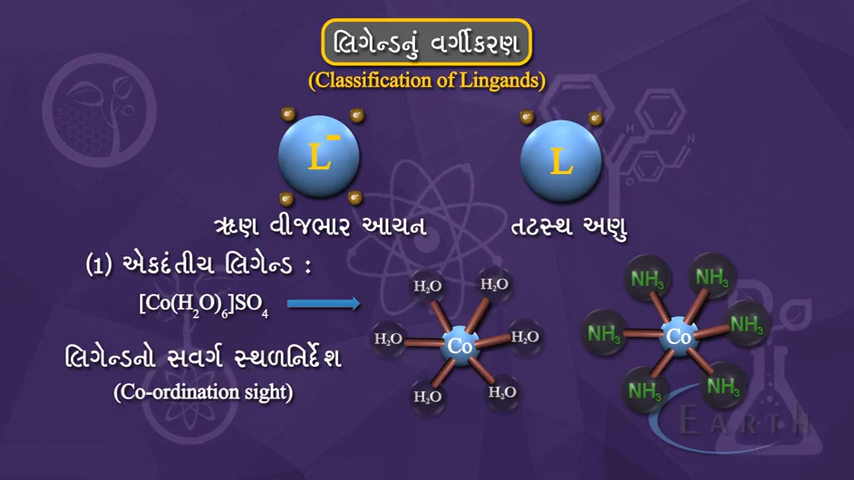 લિગેન્ડનું વર્ગીકરણ
(Classification of Lingands)
e⁻ e⁻ e⁻ e⁻
L⁻
e⁻ e⁻
L
ઋણ વીજભાર આયન
તટસ્થ અણુ
(1) એકદંતીય લિગેન્ડ :
[Co(H₂O)₆]SO₄
H₂O H₂O
H₂O Co H₂O
H₂O H₂O
NH₃ NH₃
NH₃ Co NH₃
NH₃ NH₃
લિગેન્ડનો સવર્ગ સ્થળનિર્દેશ
(Co-ordination sight)
EARTH